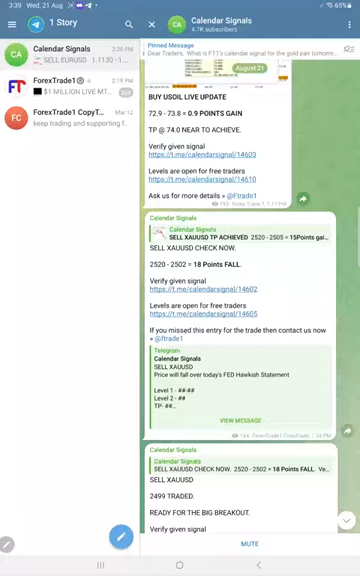 3:39 Wed, 21 Aug
65%
1 Story
Calendar Signals
4.7K subscribers
Calendar Signals
3:38 PM
SELL EURUSD 1.1130 - 1...
ForexTrade1
2:19 PM
$1 MILLION LIVE MT...
ForexTrade1 CopyT...
Mar 12
keep trading and supporting f..
Pinned Message
Dear Traders, What is FT1's calendar signal for the gold pair tomorro...
August 21
BUY USOIL LIVE UPDATE
72.9 - 73.8 = 0.9 POINTS GAIN
TP @ 74.0 NEAR TO ACHIEVE.
Verify given signal
https://t.me/calendarsignal/14603
Levels are open for free traders
https://t.me/calendarsignal/14610
Ask us for more details » @Ftrade1
Calendar Signals
Calendar Signals
SELL XAUUSD TP ACHIEVED 2520 - 2505 = 15Points gai...
SELL XAUUSD CHECK NOW.
2520 - 2502 = 18 Points FALL.
Verify given signal
https://t.me/calendarsignal/14602
Levels are open for free traders
https://t.me/calendarsignal/14605
If you missed this entry for the trade then contact us now
» @ftrade1
Telegram
Calendar Signals
SELL XAUUSD
Price will fall over today's FED Hawkish Statement
Level 1 - ##-##
Level 2 - ##
TP- ##...
VIEW MESSAGE
Calendar Signals
Calendar Signals
SELL XAUUSD CHECK NOW. 2520 - 2502 = 18 Points FALL. Ve...
SELL XAUUSD
2499 TRADED.
READY FOR THE BIG BREAKOUT.
Verify given signal
MUTE